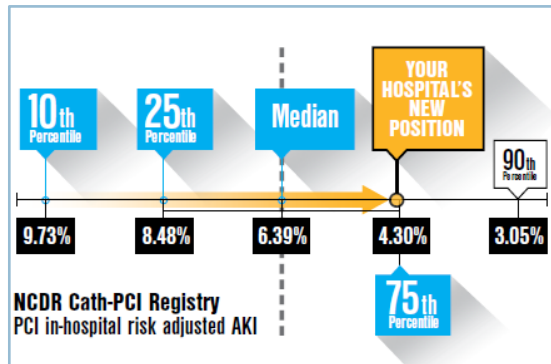 10th
Percentile
25th
Percentile
Median
YOUR
HOSPITAL'S
NEW
POSITION
90th
Percentile
9.73%
8.48%
6.39%
4.30%
3.05%
75th
Percentile
NCDR Cath-PCI Registry
PCI in-hospital risk adjusted AKI